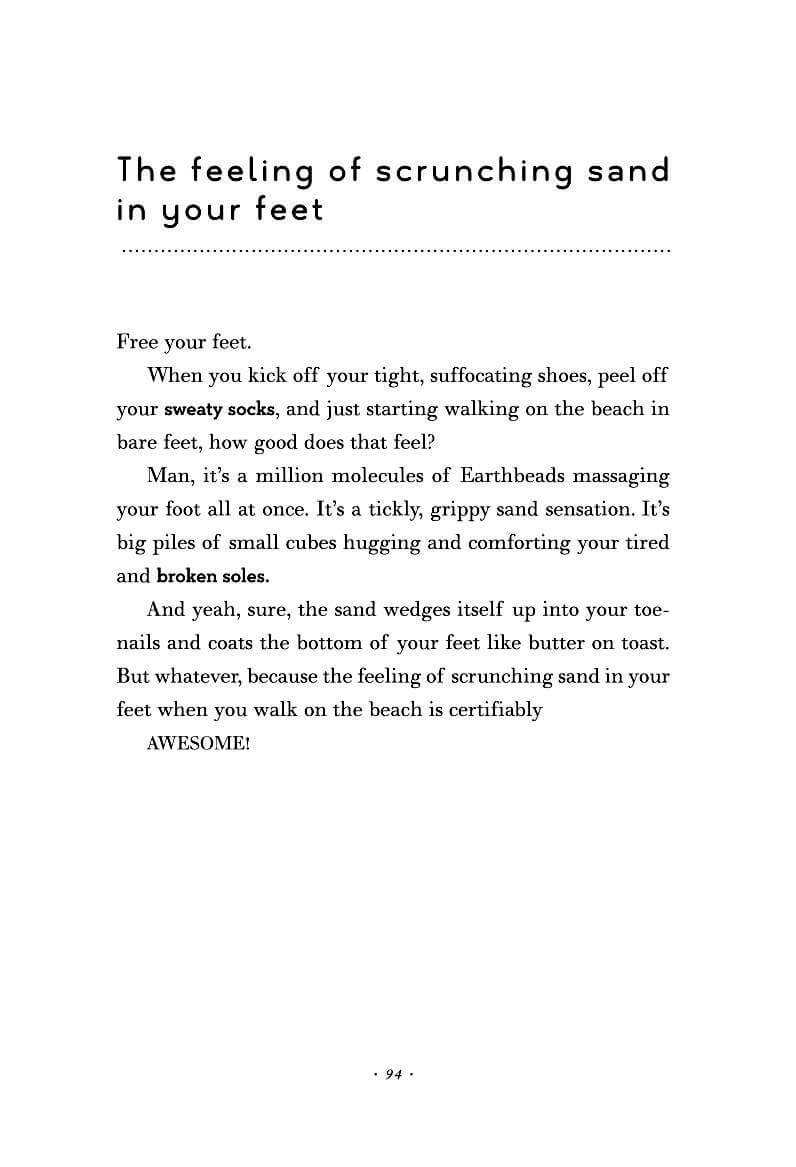 The feeling of scrunching sand
in your feet
Free your feet.
When you kick off your tight, suffocating shoes, peel off
your sweaty socks, and just starting walking on the beach in
bare feet, how good does that feel?
Man, it’s a million molecules of Earthbeads massaging
your foot all at once. It’s a tickly, grippy sand sensation. It’s
big piles of small cubes hugging and comforting your tired
and broken soles.
And yeah, sure, the sand wedges itself up into your toe-
nails and coats the bottom of your feet like butter on toast.
But whatever, because the feeling of scrunching sand in your
feet when you walk on the beach is certifiably
AWESOME!
· 94 ·